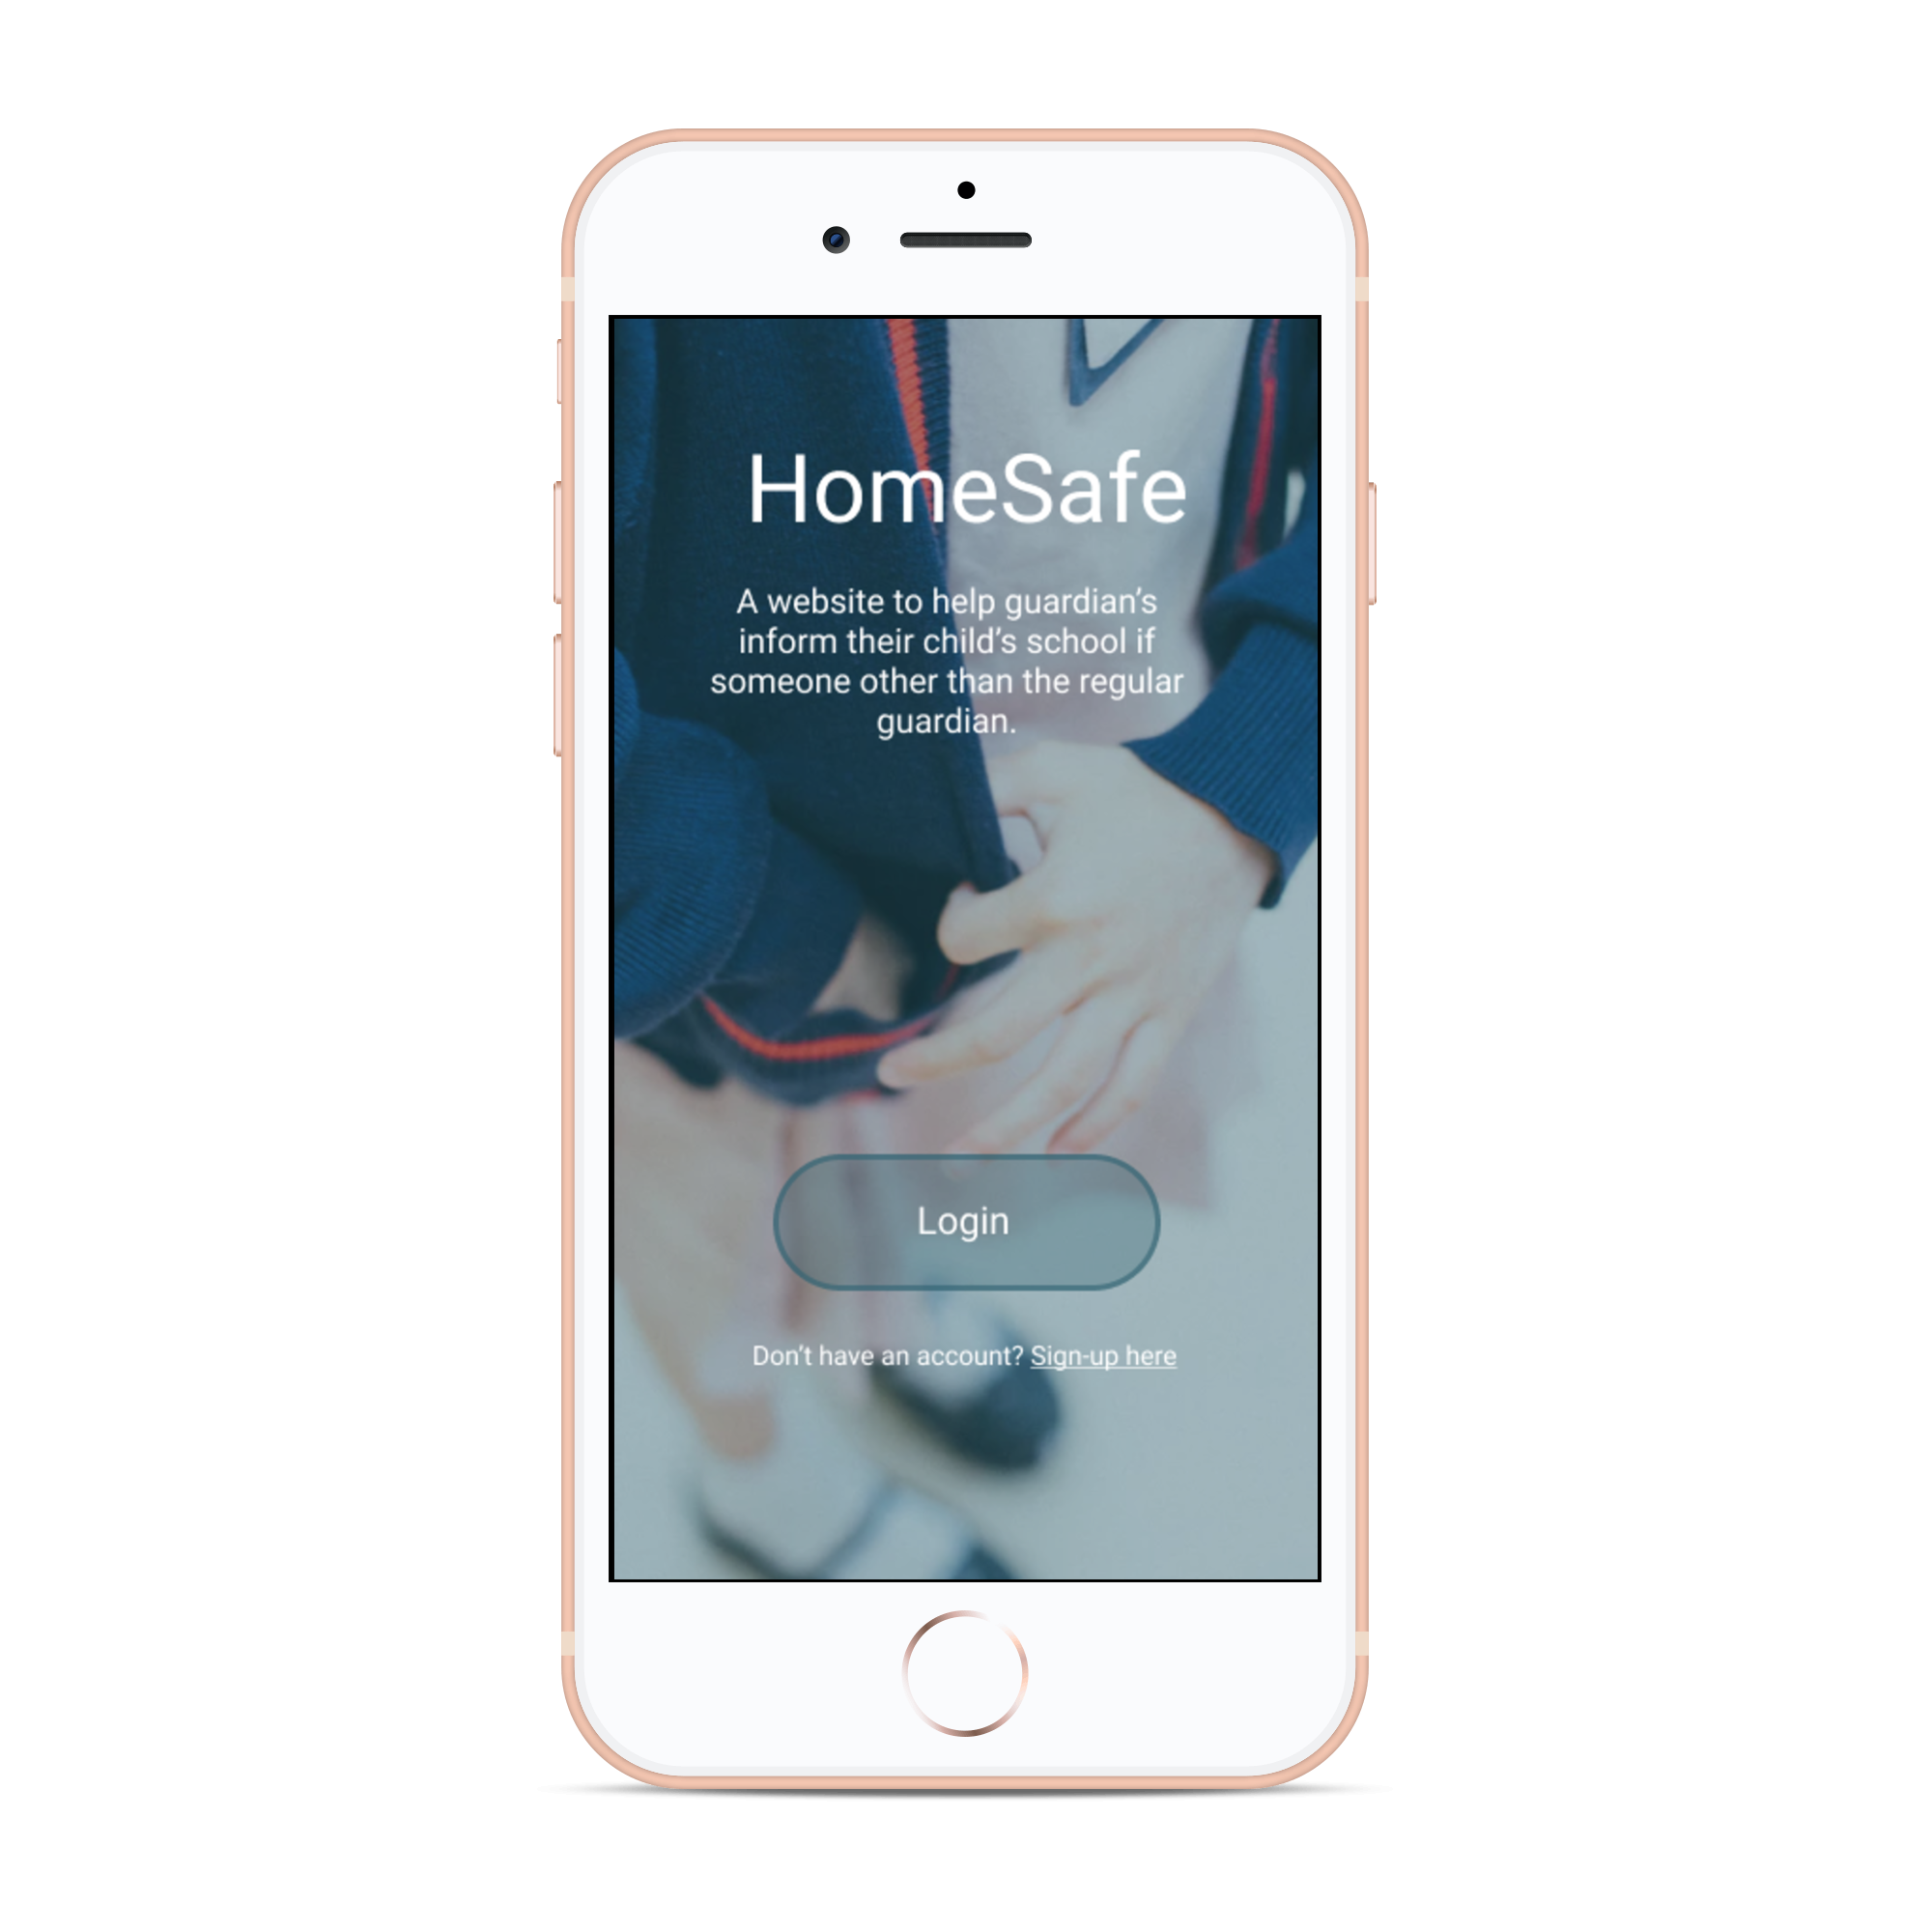 HomeSafe
A website to help guardian’s
inform their child’s school if
someone other than the regular
guardian.
Login
Don’t have an account? Sign-up here